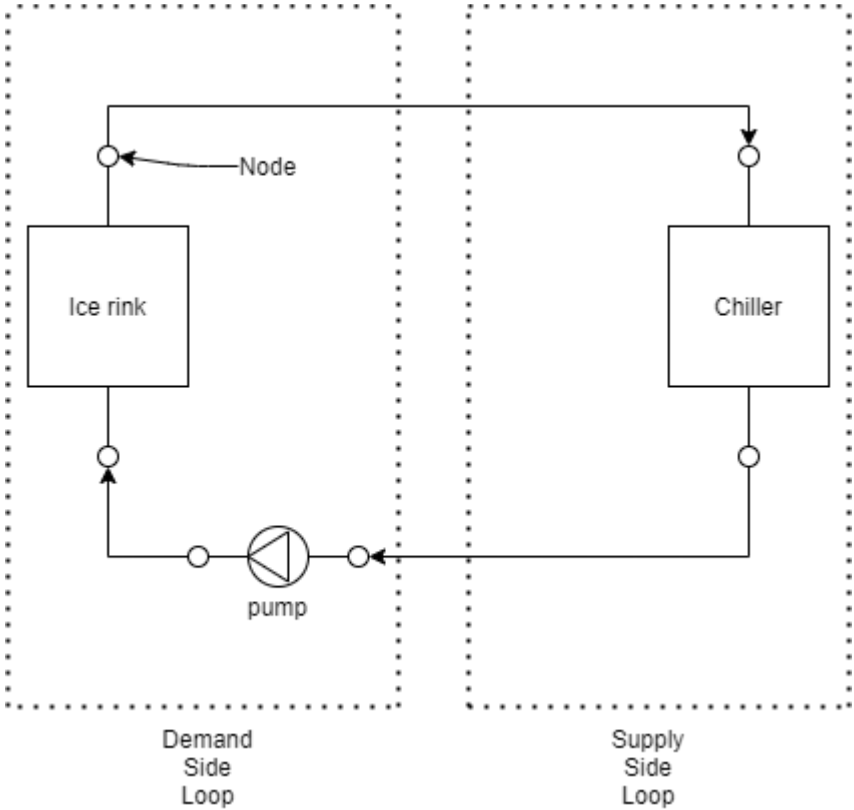 Node
Ice rink
Chiller
pump
Demand
Side
Loop
Supply
Side
Loop